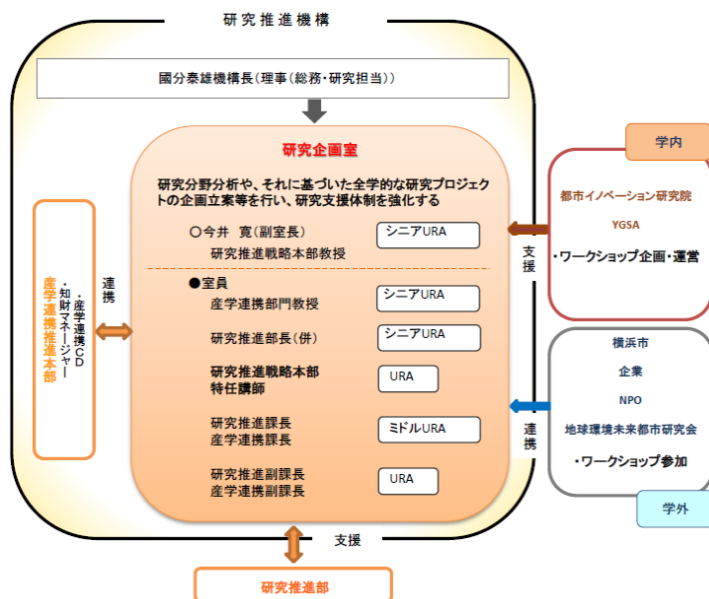 研究推進機構
國分泰雄機構長(理事(総務・研究担当))
研究企画室
研究分野分析や、それに基づいた全学的な研究プロジェク
トの企画立案等を行い、研究支援体制を強化する
○今井 寛(副室長)
シニアURA
研究推進戦略本部教授
●室員
産学連携部門教授
シニアURA
研究推進部長(併)
シニアURA
研究推進戦略本部
特任講師
URA
研究推進課長
産学連携課長
ミドルURA
研究推進副課長
産学連携副課長
URA
連携
・産学連携CD
・知財マネージャー
産学連携推進本部
学内
都市イノベーション研究院
YGSA
・ワークショップ企画・運営
支援
横浜市
企業
NPO
地球環境未来都市研究会
・ワークショップ参加
連携
学外
支援
研究推進部